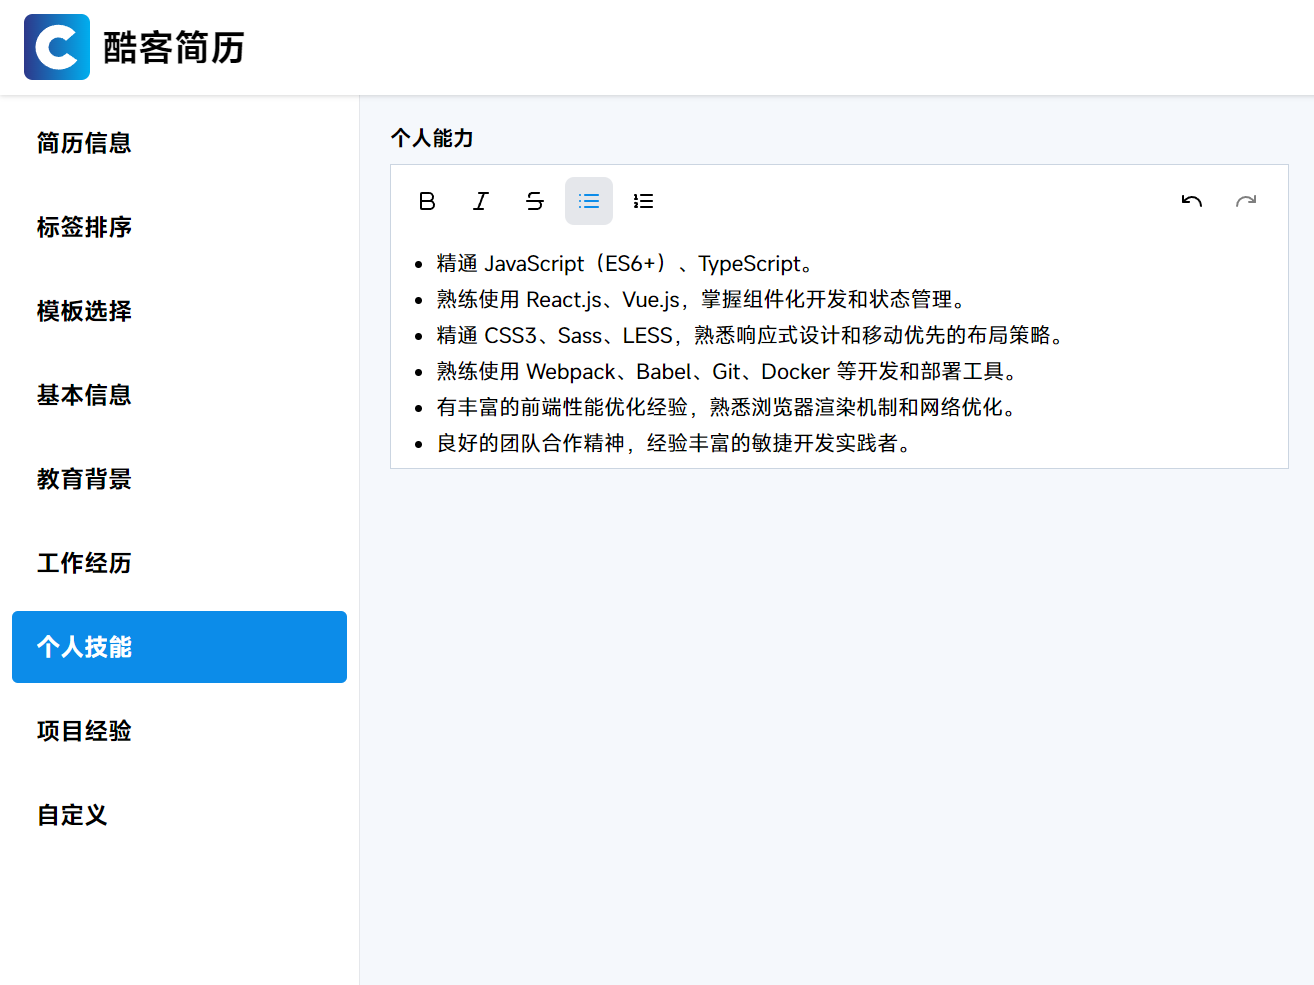 酷客简历
简历信息
标签排序
模板选择
基本信息
教育背景
工作经历
个人技能
项目经验
自定义
个人能力
精通 JavaScript（ES6+）、TypeScript。
熟练使用 React.js、Vue.js，掌握组件化开发和状态管理。
精通 CSS3、Sass、LESS，熟悉响应式设计和移动优先的布局策略。
熟练使用 Webpack、Babel、Git、Docker 等开发和部署工具。
有丰富的前端性能优化经验，熟悉浏览器渲染机制和网络优化。
良好的团队合作精神，经验丰富的敏捷开发实践者。